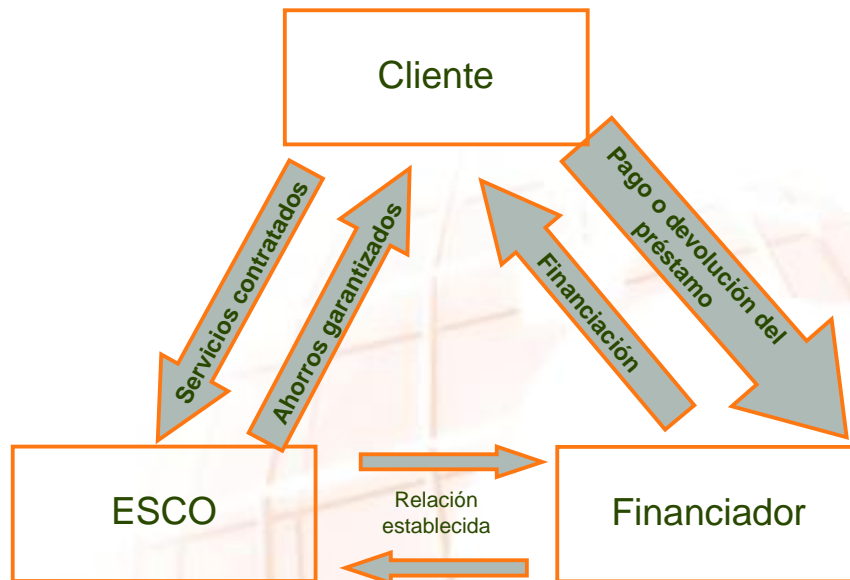 Cliente
Servicios contratados
Ahorros garantizados
Financiación
Pago o devolución del
préstamo
ESCO
Relación
establecida
Financiador